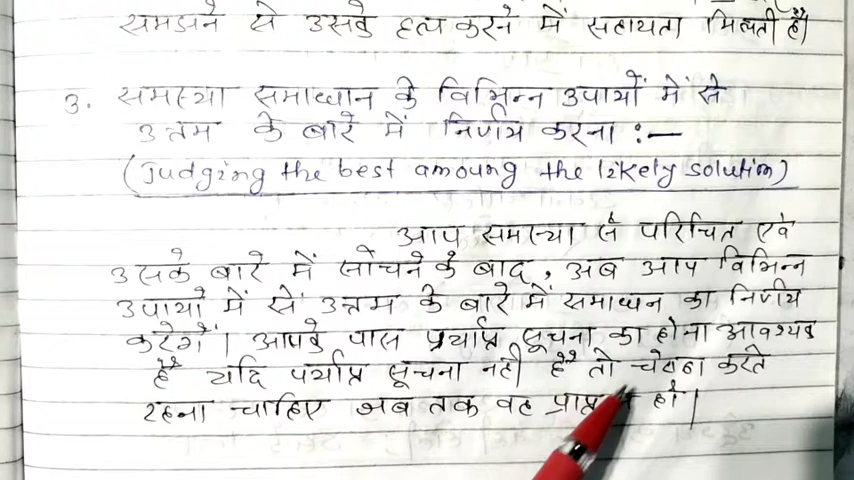 समझने से उसके हल करने में सहायता मिलती है।
3. समस्या समाधान के विभिन्न उपायों में से
उत्तम के बारे में निर्णय करना :—
(Judging the best amoung the likely solution)
आप समस्या से परिचित एवं
उसके बारे में सोचने के बाद, अब आप विभिन्न
उपायों में से उत्तम के बारे में समाधान का निर्णय
करेगें। आपके पास प्रर्याप्त सूचना का होना आवश्यक
है यदि पर्याप्त सूचना नही है तो चेष्ठा करते
रहना चाहिए जब तक वह प्राप्त न हो।